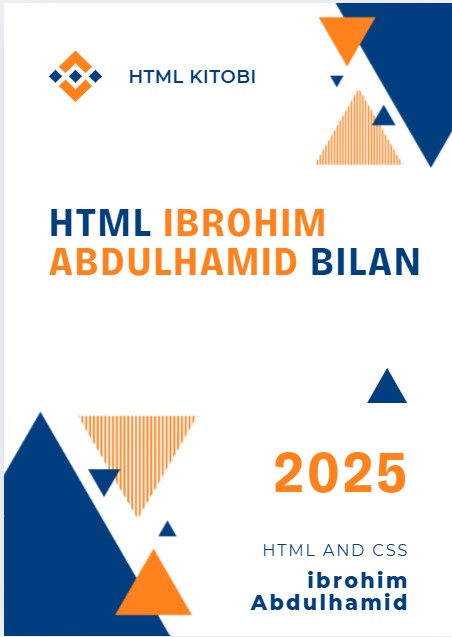 HTML KITOBI
HTML IBROHIM
ABDULHAMID BILAN
2025
HTML AND CSS
ibrohim
Abdulhamid